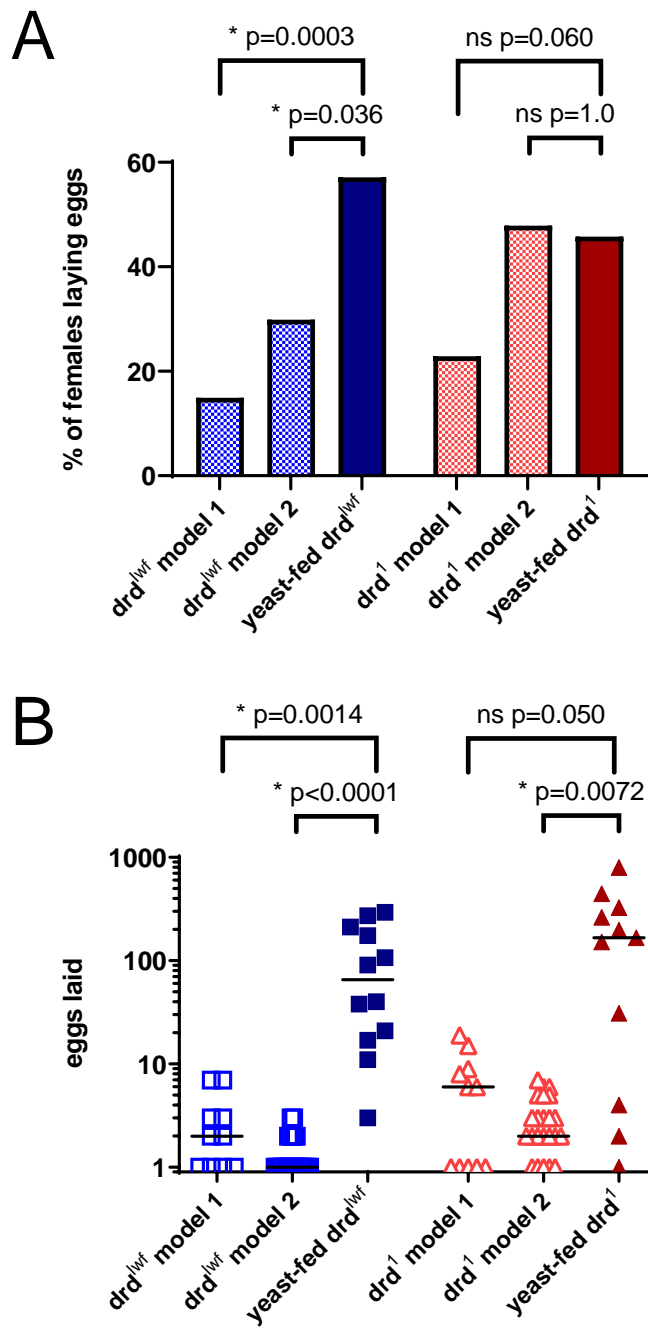 A
* p=0.0003
ns p=0.060
* p=0.036
ns p=1.0
% of females laying eggs
60
40
20
0
drd^lwf model 1
drd^lwf model 2
yeast-fed drd^lwf
drd^1 model 1
drd^1 model 2
yeast-fed drd^1
B
* p=0.0014
ns p=0.050
* p<0.0001
* p=0.0072
eggs laid
1000
100
10
1
drd^lwf model 1
drd^lwf model 2
yeast-fed drd^lwf
drd^1 model 1
drd^1 model 2
yeast-fed drd^1